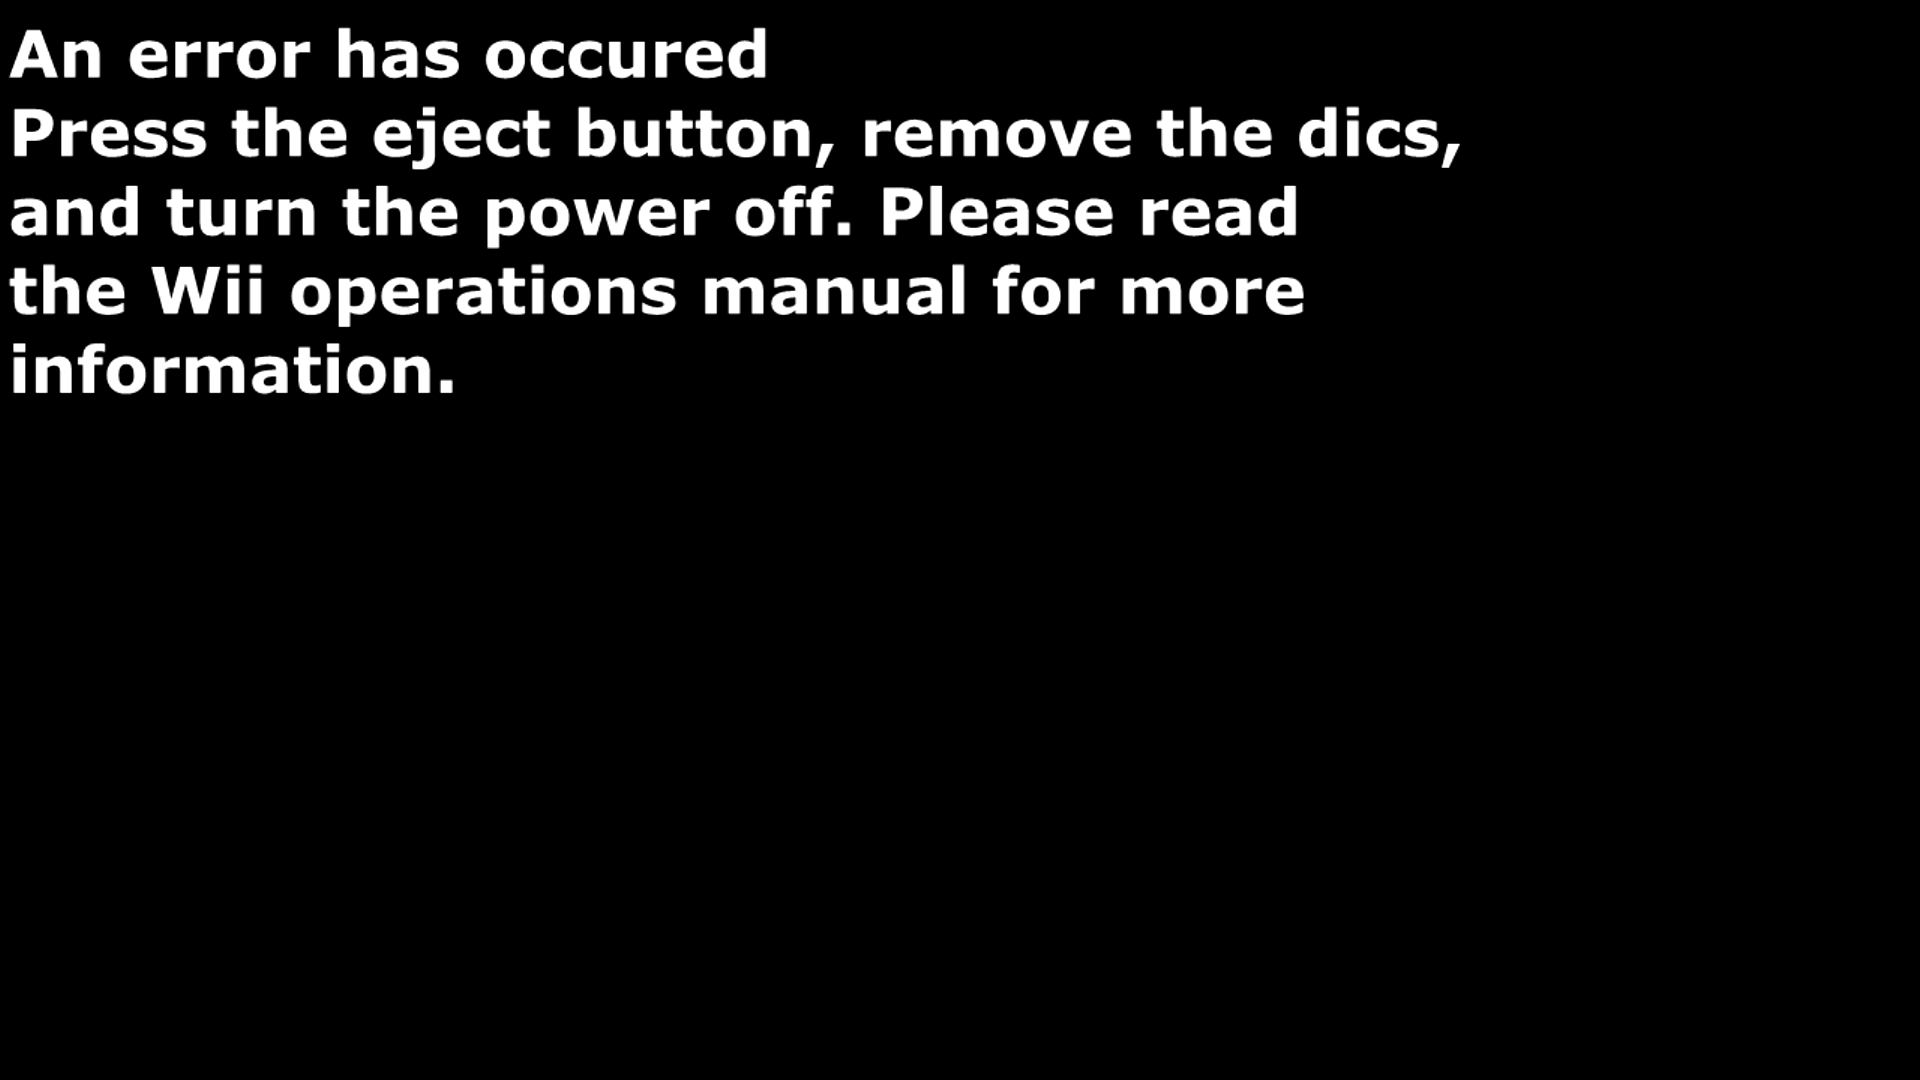 An error has occured
Press the eject button, remove the dics,
and turn the power off. Please read
the Wii operations manual for more
information.